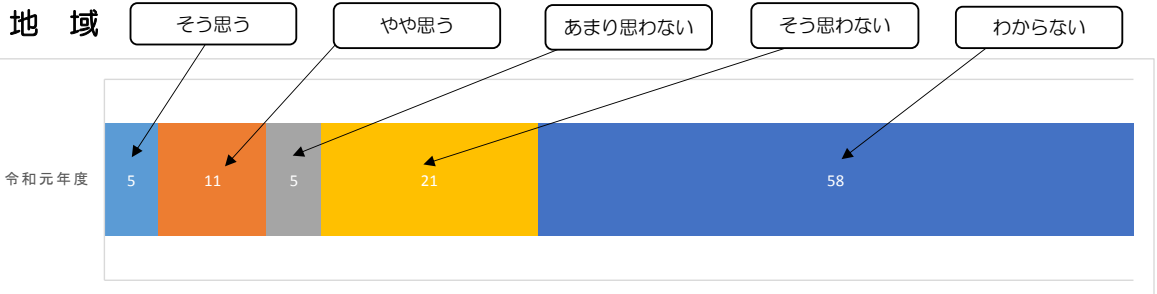 地　域
そう思う
やや思う
あまり思わない
そう思わない
わからない
令和元年度
5
11
5
21
58